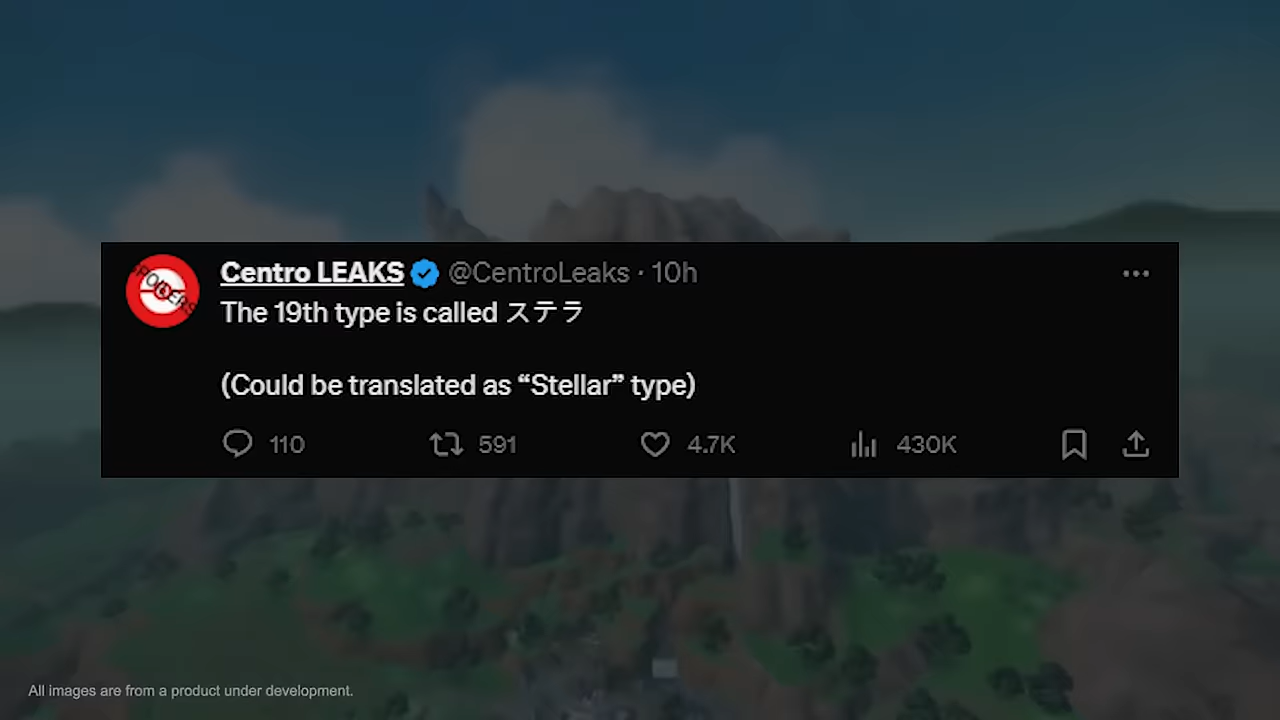 Centro LEAKS @CentroLeaks · 10h
The 19th type is called ステラ
(Could be translated as “Stellar” type)
110 591 4.7K 430K
All images are from a product under development.